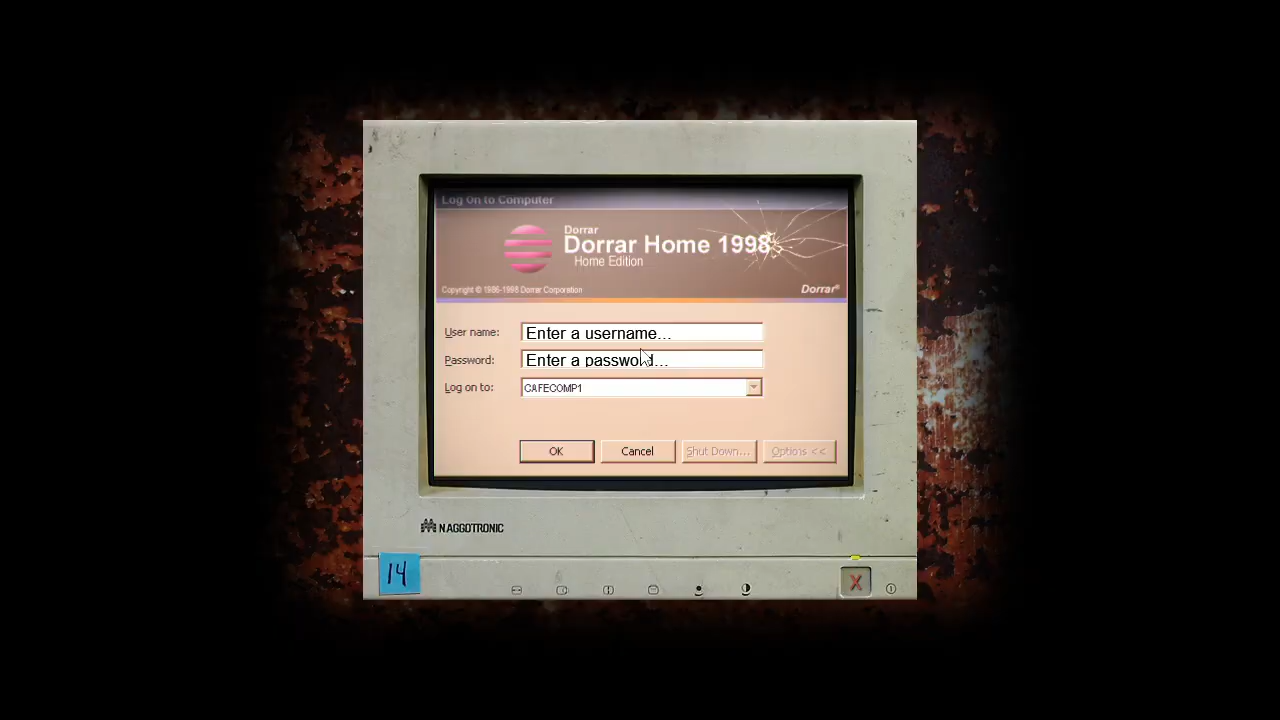 Log On to Computer
Dorrar
Dorrar Home 1998
Home Edition
Copyright © 1986-1998 Dorrar Corporation
Dorrar®
User name:
Enter a username...
Password:
Enter a password...
Log on to:
CAFECOMP1
OK
Cancel
Shut Down...
Options <<
NAGGOTRONIC
14
X